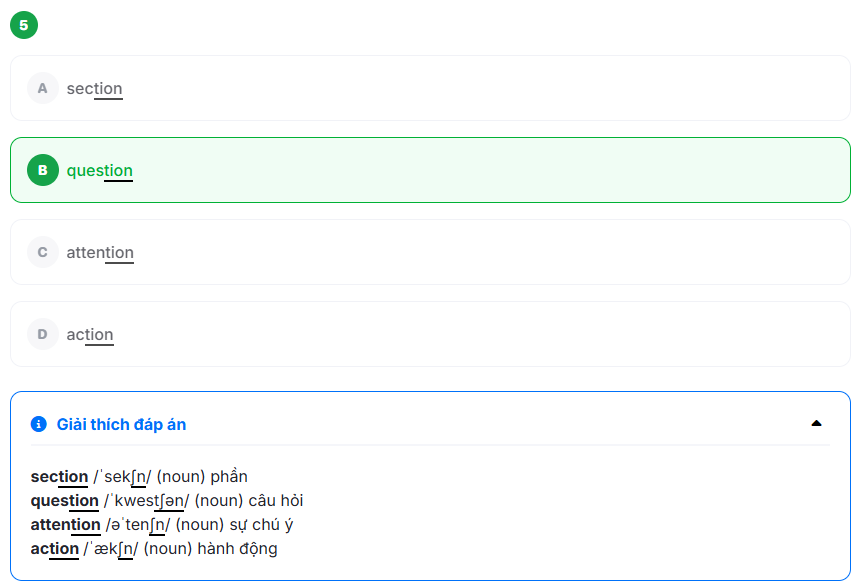 5
A section
B question
C attention
D action
Giải thích đáp án
section /ˈsekʃn/ (noun) phần
question /ˈkwestʃən/ (noun) câu hỏi
attention /əˈtenʃn/ (noun) sự chú ý
action /ˈækʃn/ (noun) hành động